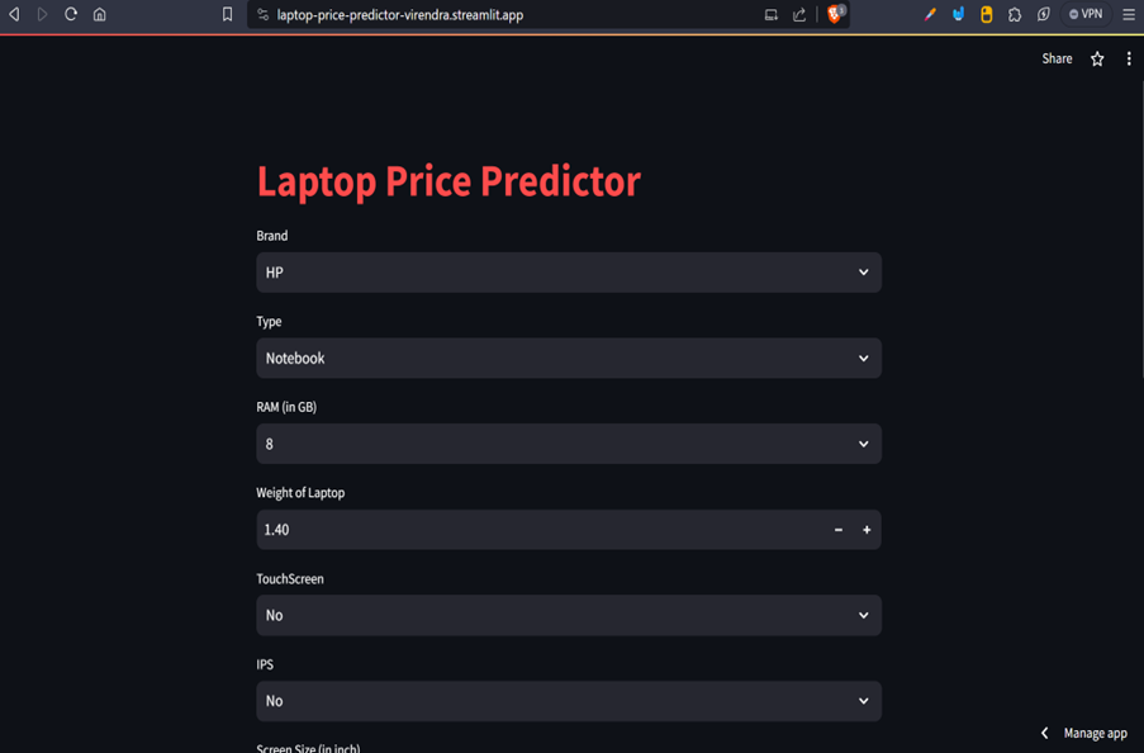 laptop-price-predictor-virendra.streamlit.app
3
VPN
Share
Laptop Price Predictor
Brand
HP
Type
Notebook
RAM (in GB)
8
Weight of Laptop
1.40
TouchScreen
No
IPS
No
Screen Size (in inch)
Manage app